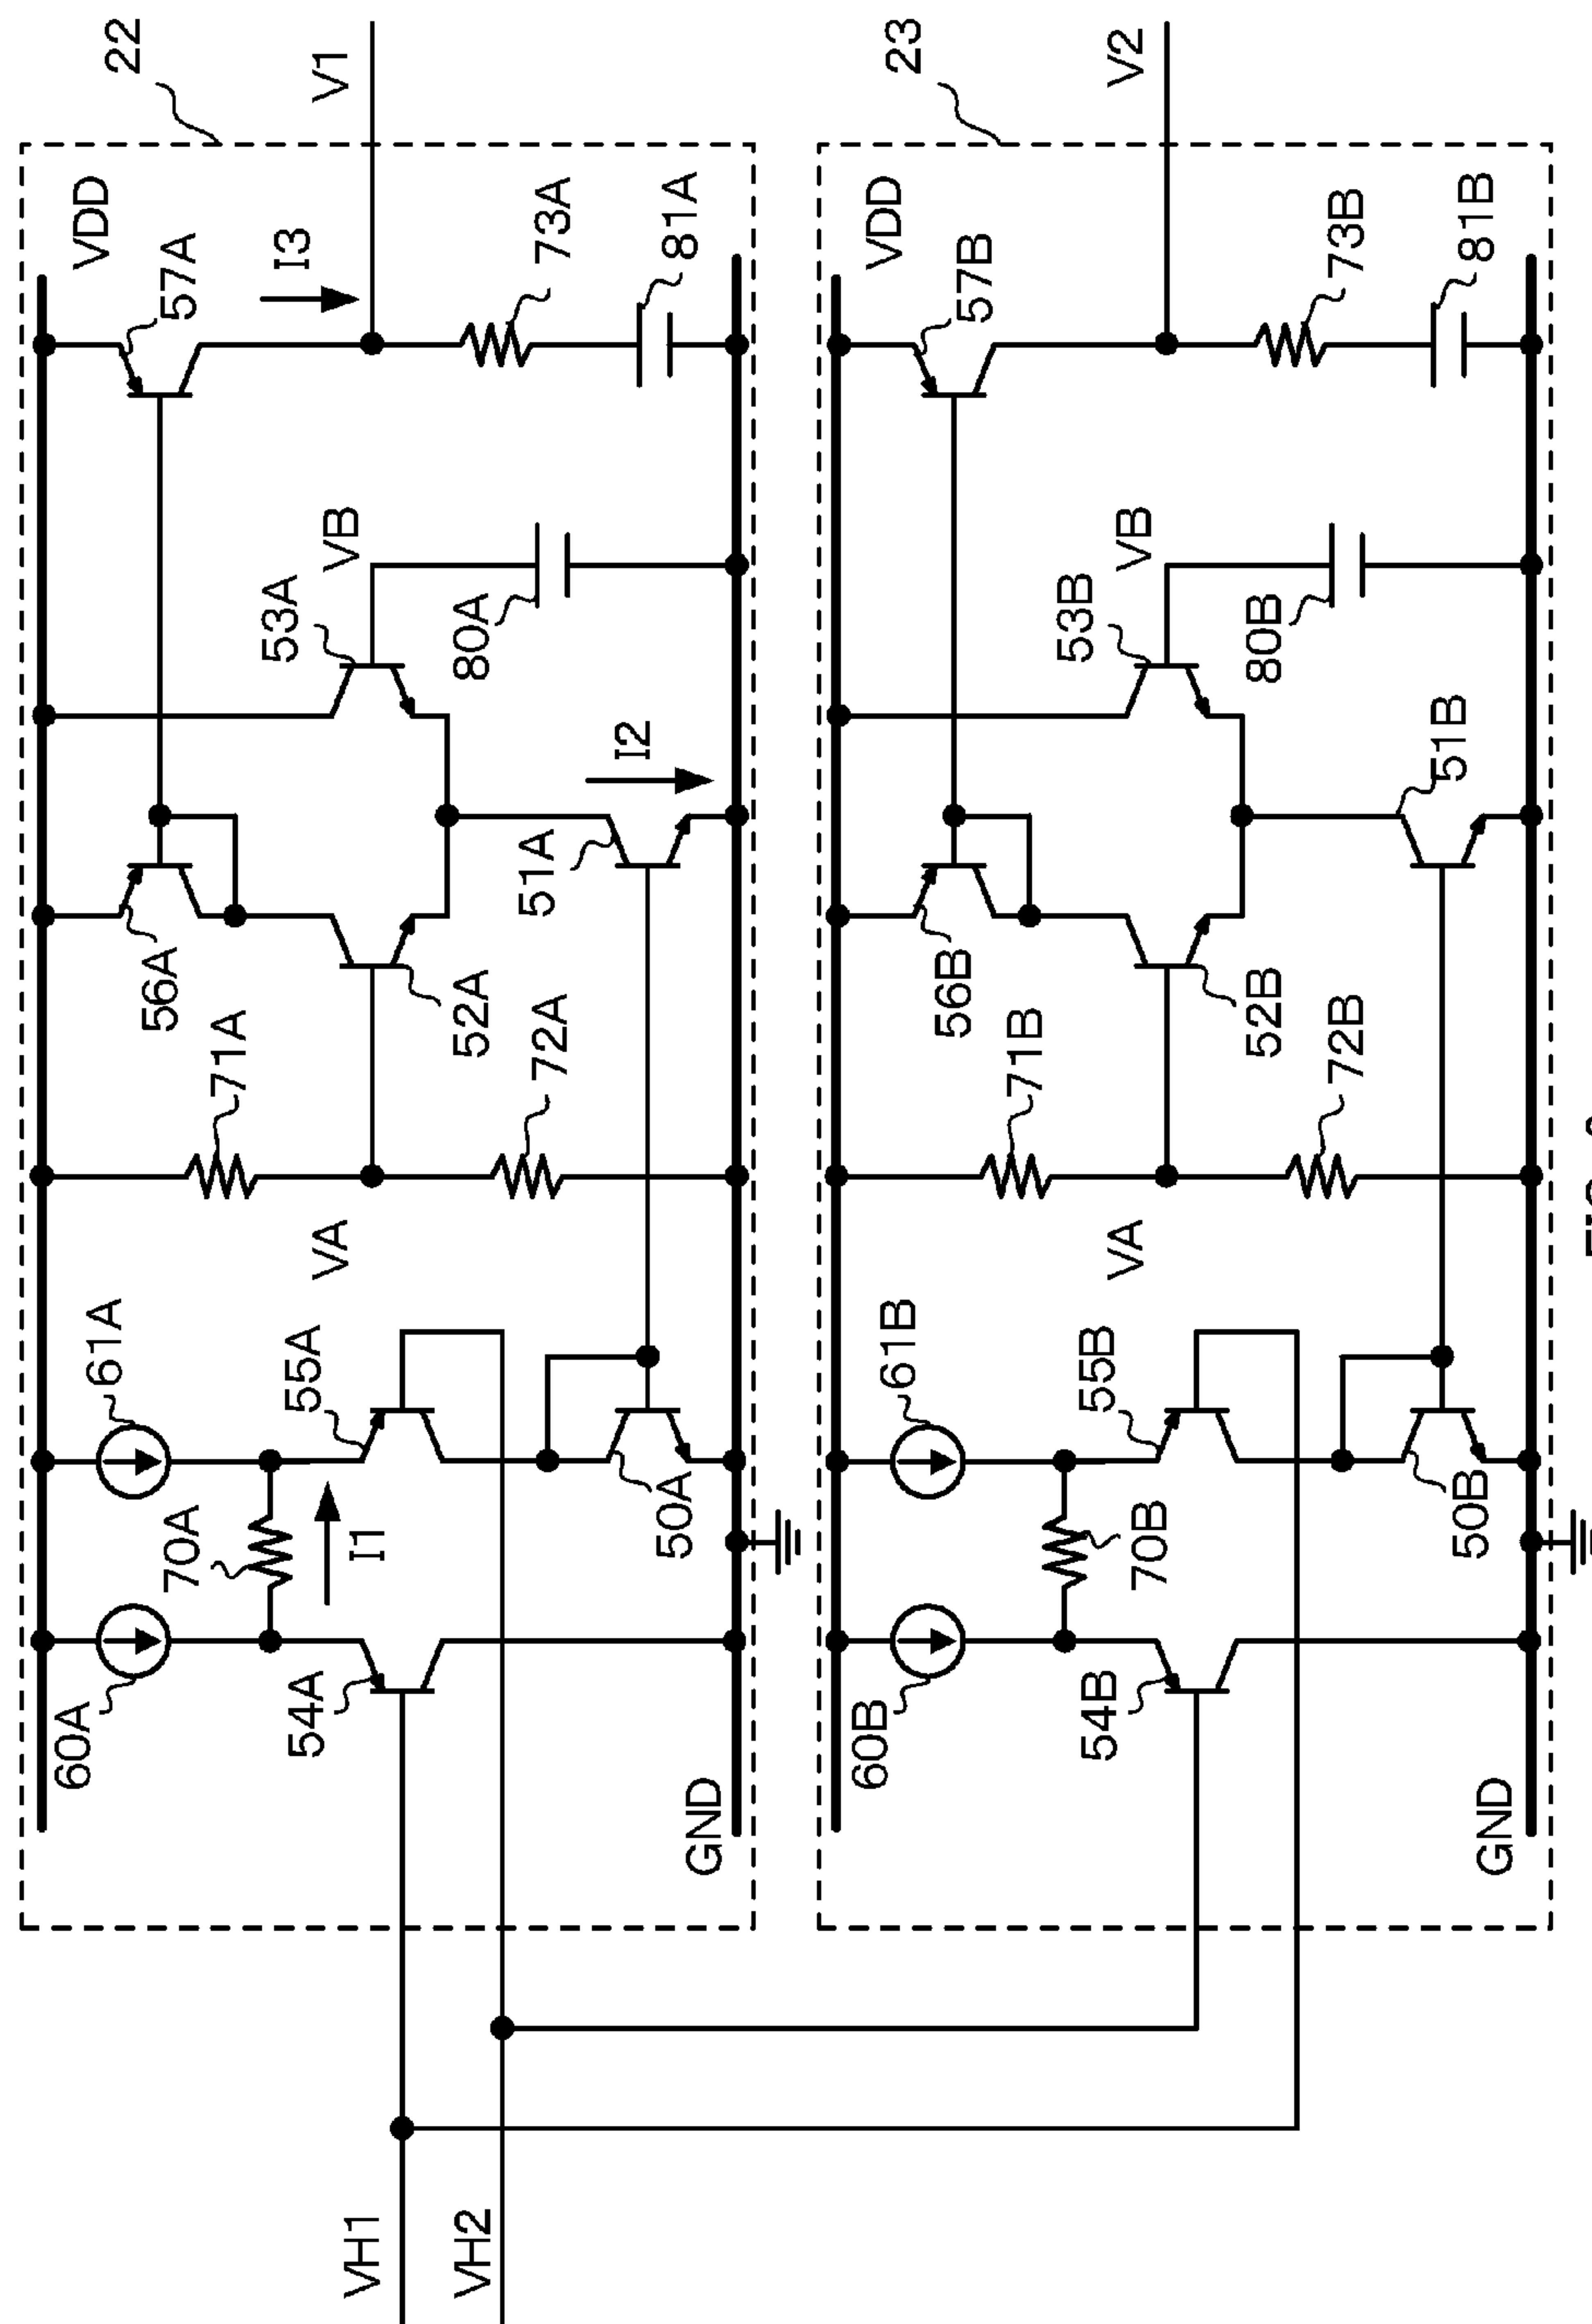 22
VDD
57A
I3
V1
73A
81A
56A
53A
VB
80A
71A
52A
72A
51A
I2
VA
61A
55A
70A
I1
50A
60A
54A
GND
23
VDD
57B
V2
73B
81B
56B
53B
VB
80B
71B
52B
72B
51B
VA
61B
55B
70B
50B
60B
54B
GND
VH1
VH2